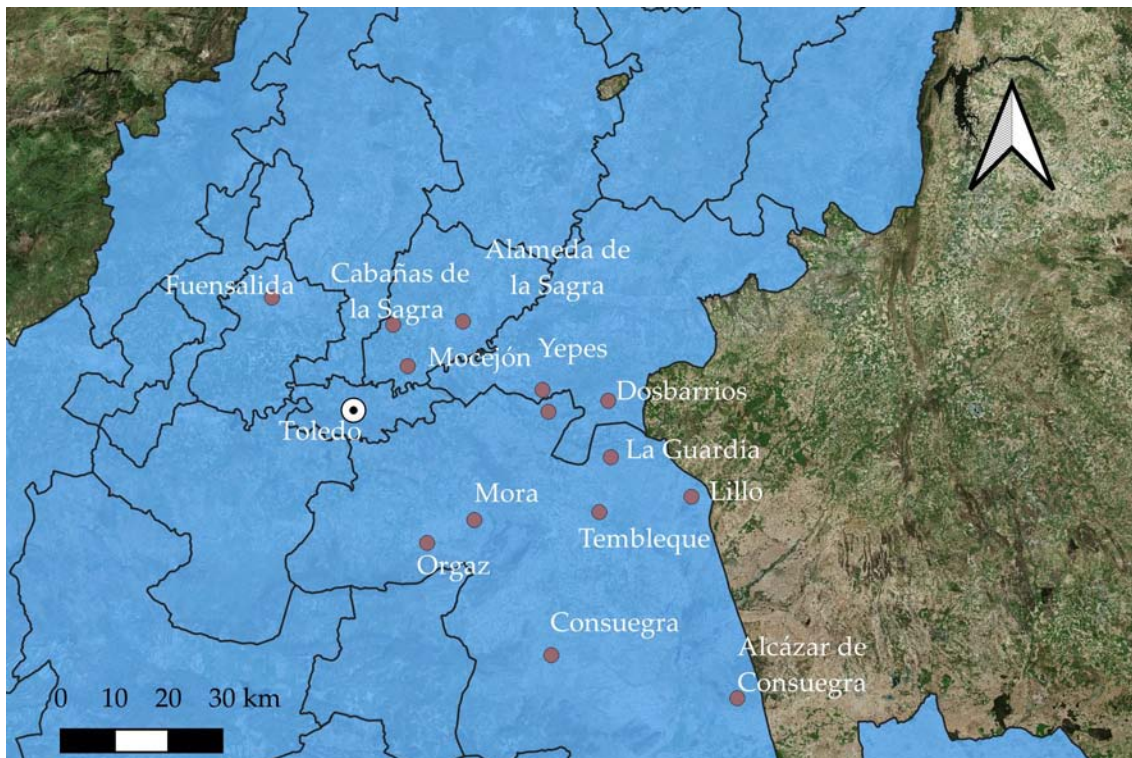 Alameda de
la Sagra
Cabañas de
la Sagra
Fuensalida
Yepes
Mocejón
Dosbarrios
Toledo
La Guardia
Lillo
Mora
Tembleque
Orgaz
Consuegra
Alcázar de
Consuegra
0 10 20 30 km